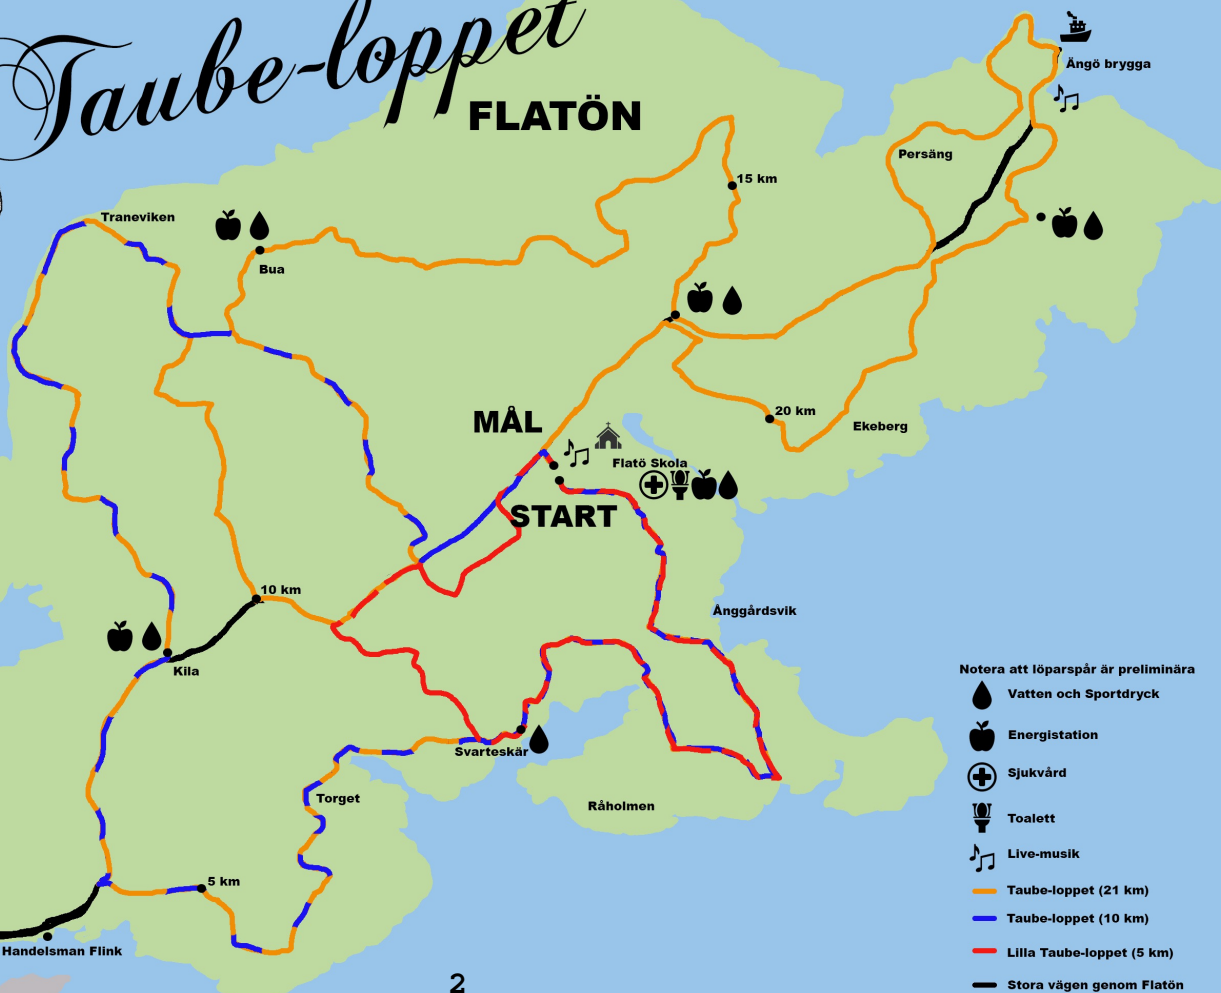 Taube-loppet
FLATÖN
Ängö brygga
Persäng
15 km
Traneviken
Bua
MÅL
20 km
Ekeberg
Flatö Skola
START
10 km
Ånggårdsvik
Kila
Notera att löparspår är preliminära
Vatten och Sportdryck
Energistation
Sjukvård
Toalett
Live-musik
Taube-loppet (21 km)
Taube-loppet (10 km)
Lilla Taube-loppet (5 km)
Stora vägen genom Flatön
Svarteskär
Torget
Råholmen
5 km
Handelsman Flink
2